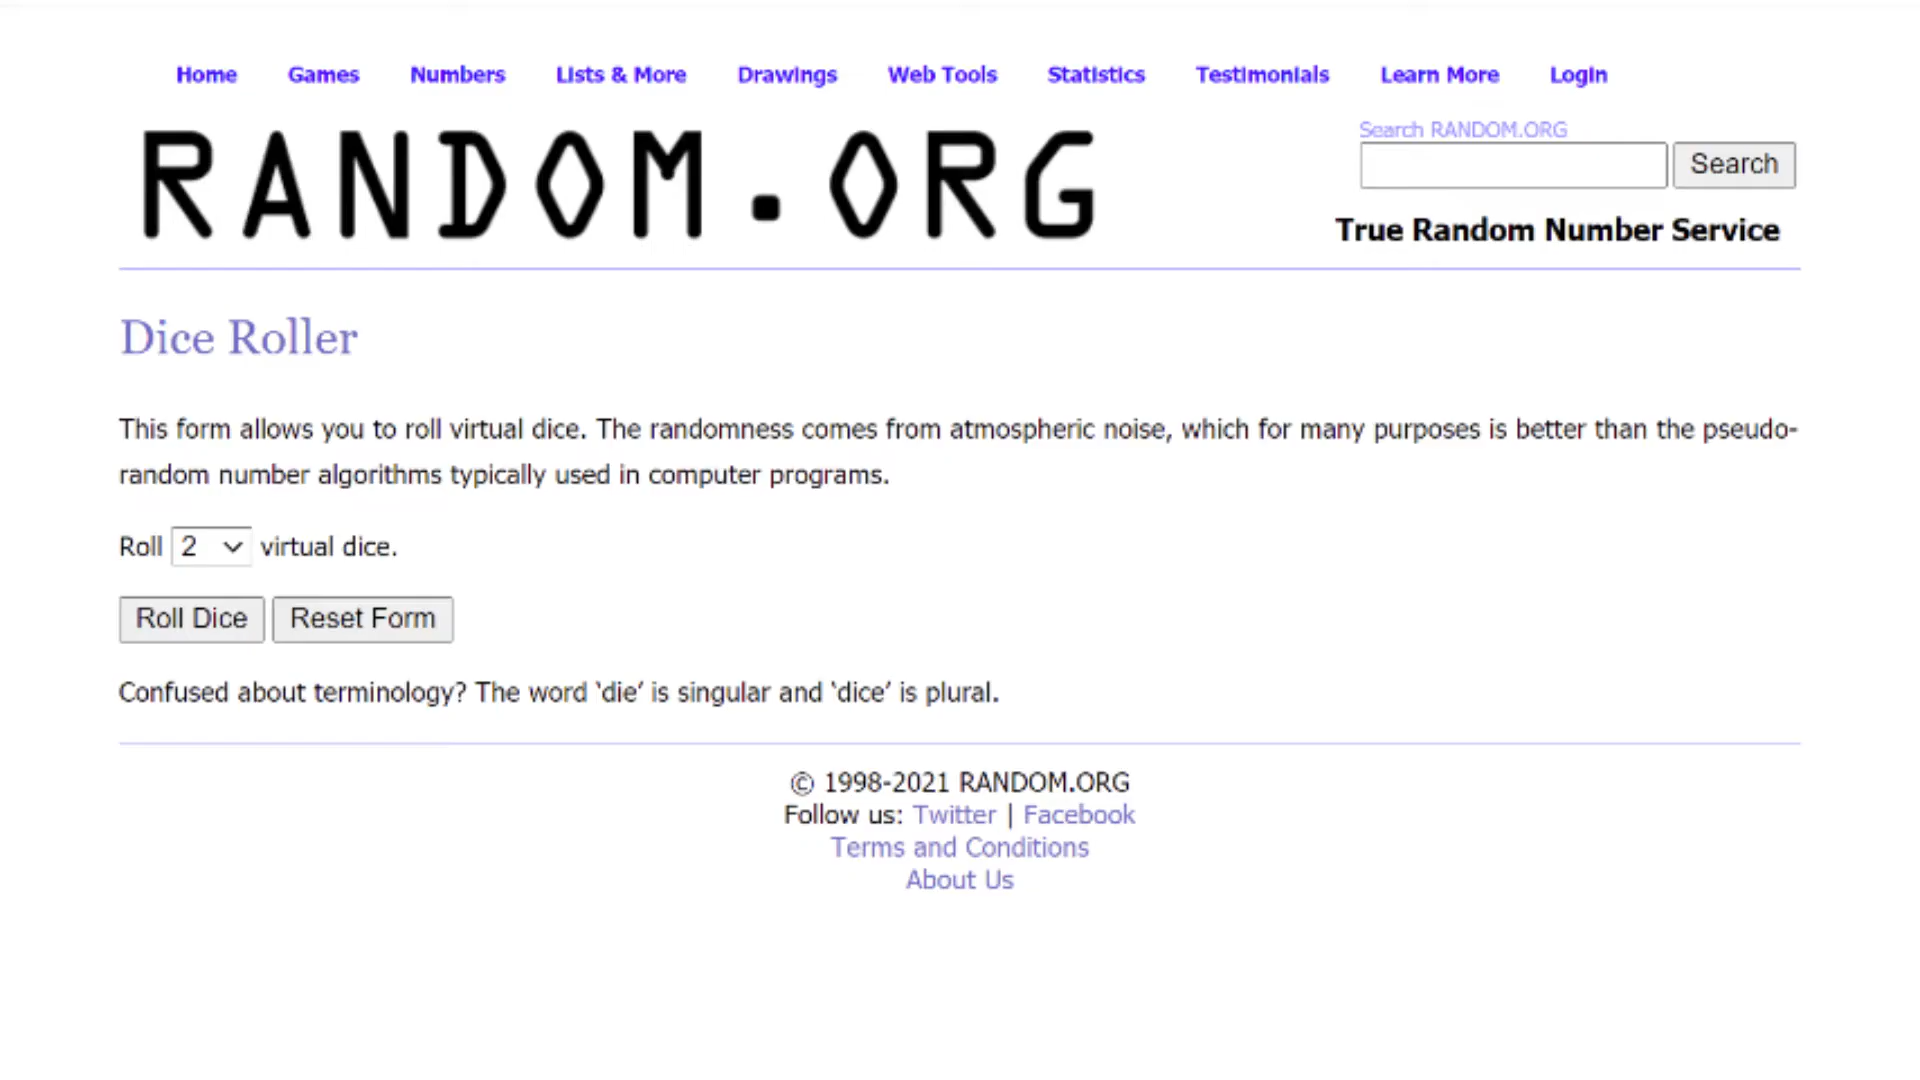 Home Games Numbers Lists & More Drawings Web Tools Statistics Testimonials Learn More Login
RANDOM.ORG
Search RANDOM.ORG
Search
True Random Number Service
Dice Roller
This form allows you to roll virtual dice. The randomness comes from atmospheric noise, which for many purposes is better than the pseudo-
random number algorithms typically used in computer programs.
Roll 2 virtual dice.
Roll Dice Reset Form
Confused about terminology? The word ‘die’ is singular and ‘dice’ is plural.
© 1998-2021 RANDOM.ORG
Follow us: Twitter | Facebook
Terms and Conditions
About Us